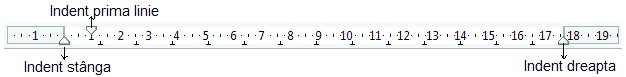 Indent prima linie
1 1 2 3 4 5 6 7 8 9 10 11 12 13 14 15 16 17 18 19
Indent stânga Indent dreapta